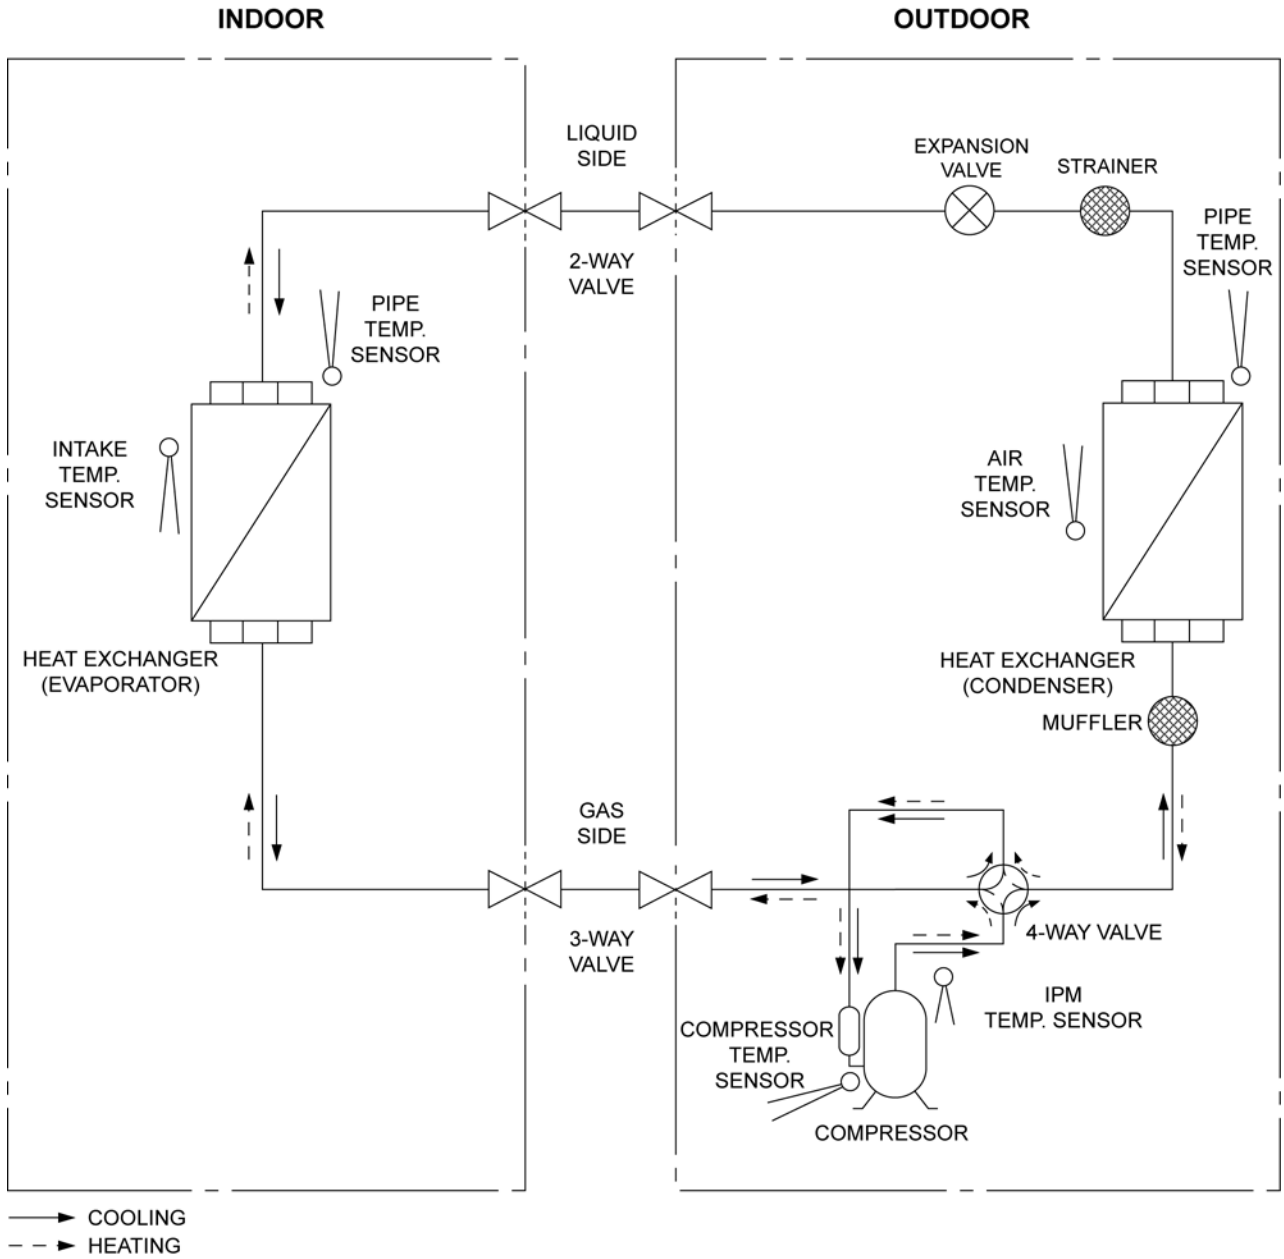 INDOOR
OUTDOOR
LIQUID
SIDE
2-WAY
VALVE
EXPANSION
VALVE
STRAINER
PIPE
TEMP.
SENSOR
PIPE
TEMP.
SENSOR
INTAKE
TEMP.
SENSOR
AIR
TEMP.
SENSOR
HEAT EXCHANGER
(EVAPORATOR)
HEAT EXCHANGER
(CONDENSER)
MUFFLER
GAS
SIDE
3-WAY
VALVE
4-WAY VALVE
IPM
TEMP. SENSOR
COMPRESSOR
TEMP.
SENSOR
COMPRESSOR
COOLING
HEATING